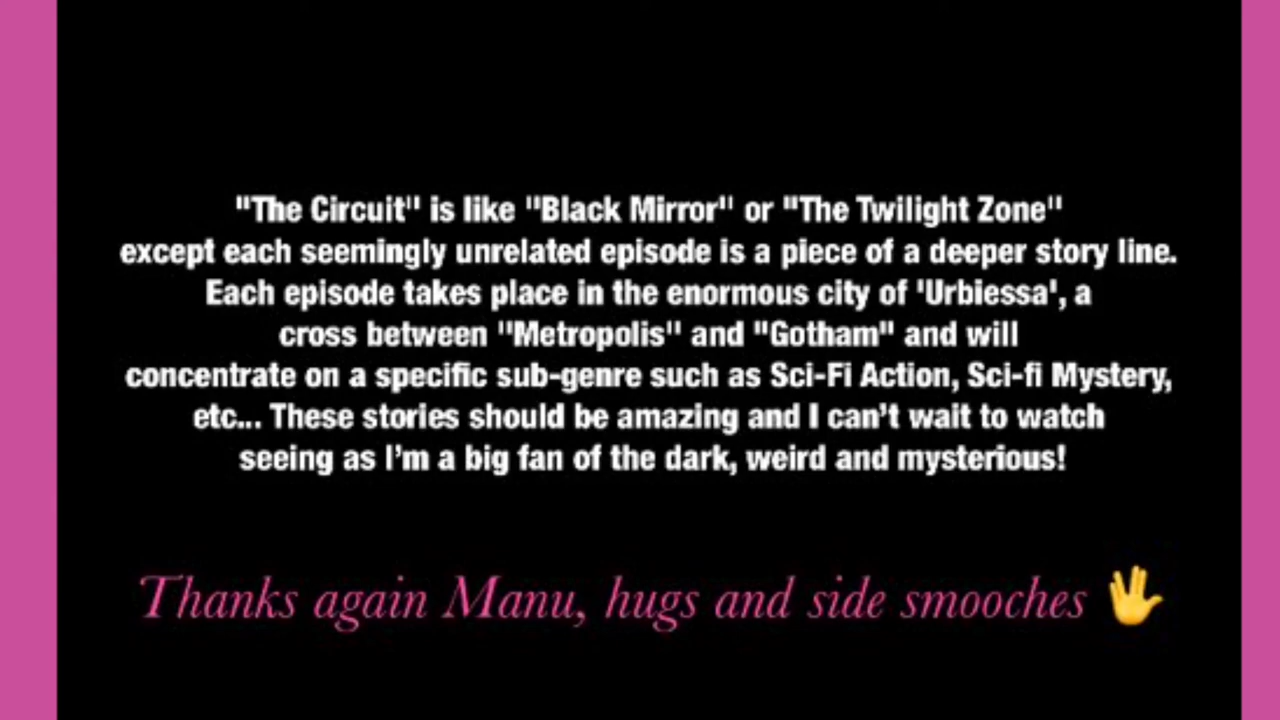 "The Circuit" is like "Black Mirror" or "The Twilight Zone"
except each seemingly unrelated episode is a piece of a deeper story line.
Each episode takes place in the enormous city of 'Urbiessa', a
cross between "Metropolis" and "Gotham" and will
concentrate on a specific sub-genre such as Sci-Fi Action, Sci-fi Mystery,
etc... These stories should be amazing and I can’t wait to watch
seeing as I’m a big fan of the dark, weird and mysterious!
Thanks again Manu, hugs and side smooches 🖖